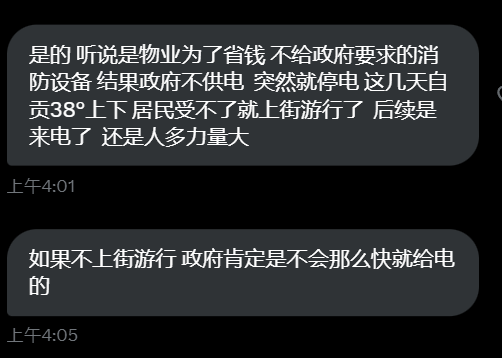 是的 听说是物业为了省钱 不给政府要求的消
防设备 结果政府不供电  突然就停电 这几天自
贡38°上下 居民受不了就上街游行了  后续是
来电了  还是人多力量大
上午4:01
如果不上街游行 政府肯定是不会那么快就给电
的
上午4:05